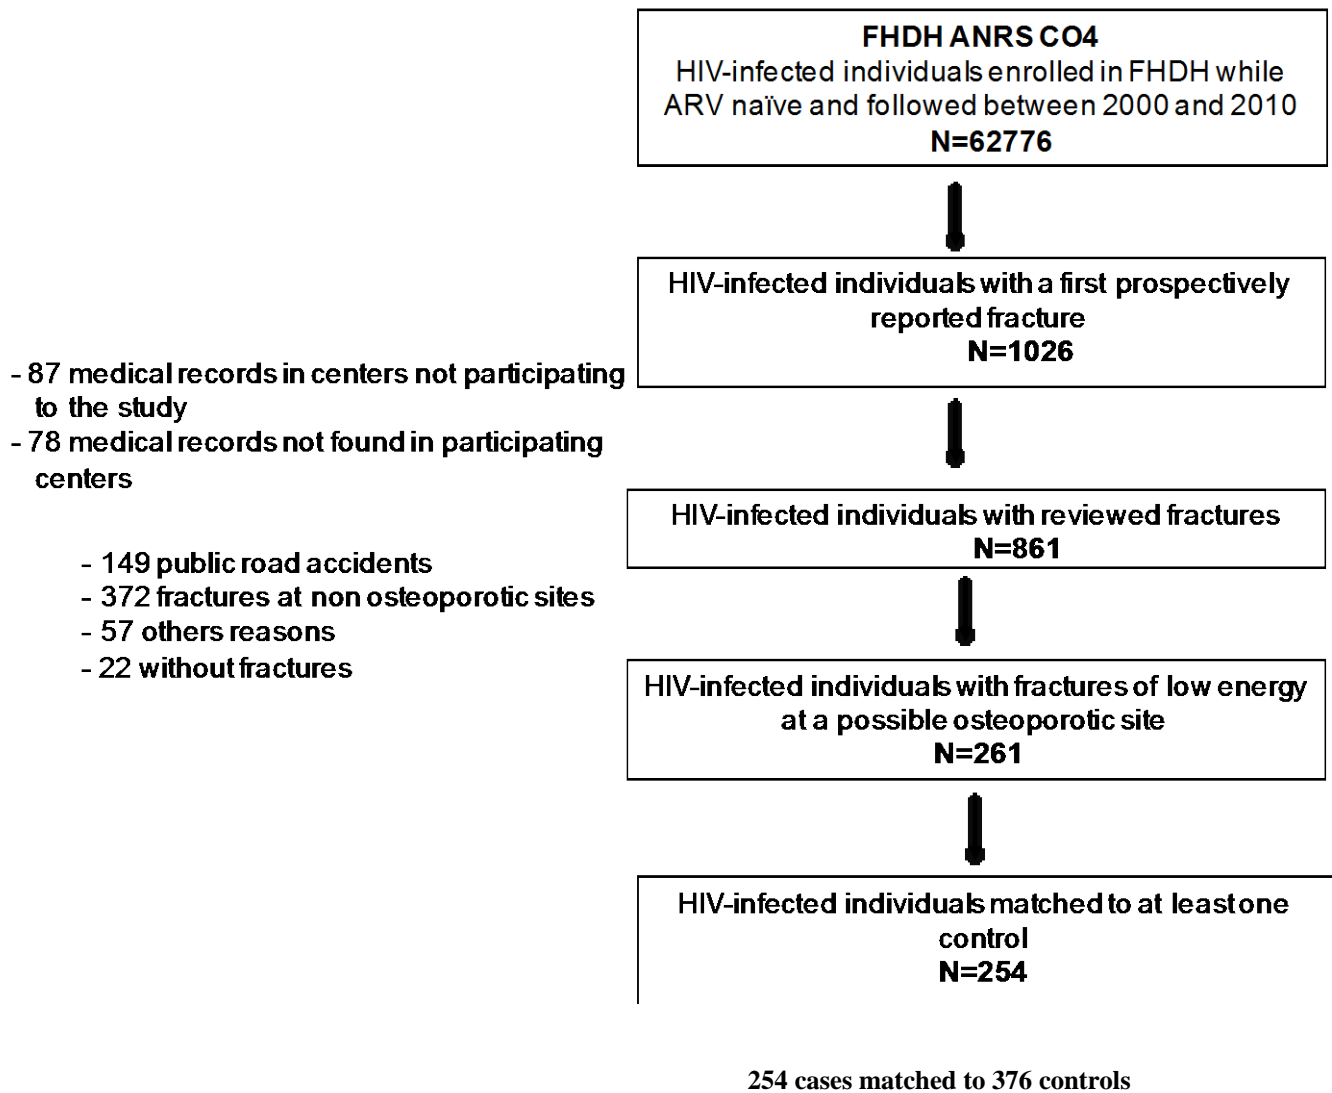 FHDH ANRS CO4
HIV-infected individuals enrolled in FHDH while
ARV naïve and followed between 2000 and 2010
N=62776
HIV-infected individuals with a first prospectively
reported fracture
N=1026
- 87 medical records in centers not participating
to the study
- 78 medical records not found in participating
centers
HIV-infected individuals with reviewed fractures
N=861
- 149 public road accidents
- 372 fractures at non osteoporotic sites
- 57 others reasons
- 22 without fractures
HIV-infected individuals with fractures of low energy
at a possible osteoporotic site
N=261
HIV-infected individuals matched to at least one
control
N=254
254 cases matched to 376 controls